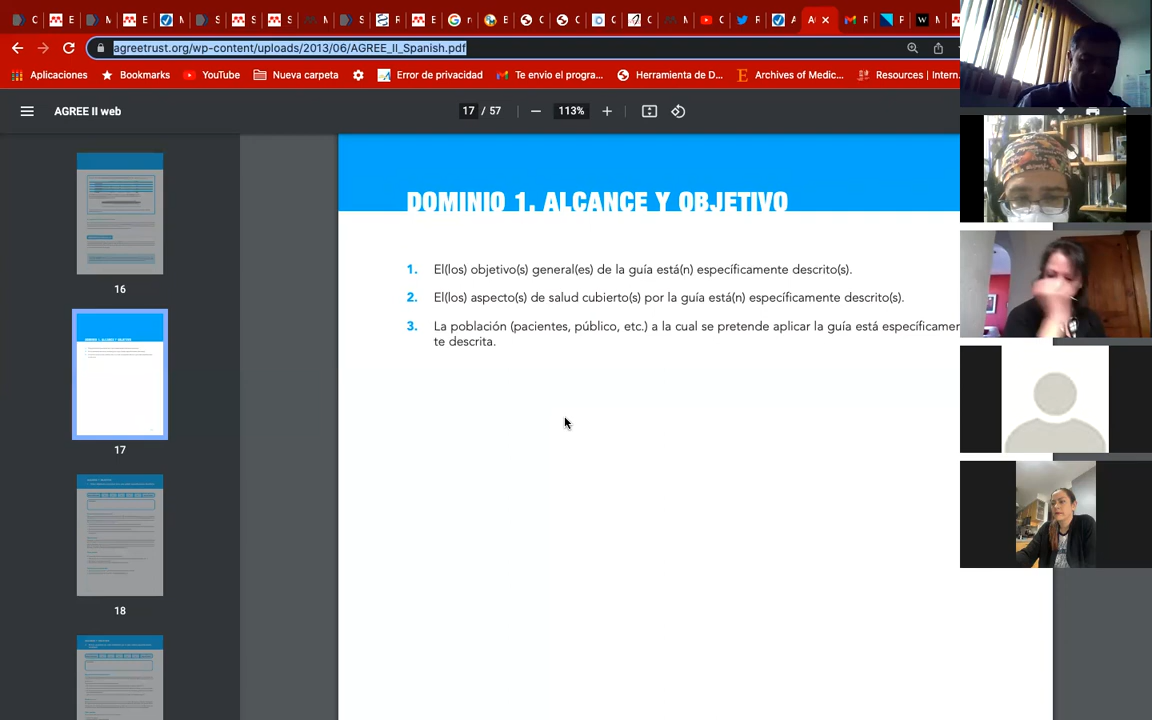 agreetrust.org/wp-content/uploads/2013/06/AGREE_II_Spanish.pdf
Aplicaciones Bookmarks YouTube Nueva carpeta Error de privacidad Te envio el progra... Herramienta de D... Archives of Medic... Resources | Intern...
AGREE II web 17 / 57 113%
DOMINIO 1. ALCANCE Y OBJETIVO
1. El(los) objetivo(s) general(es) de la guía está(n) específicamente descrito(s).
2. El(los) aspecto(s) de salud cubierto(s) por la guía está(n) específicamente descrito(s).
3. La población (pacientes, público, etc.) a la cual se pretende aplicar la guía está específicamen
te descrita.
16
17
18